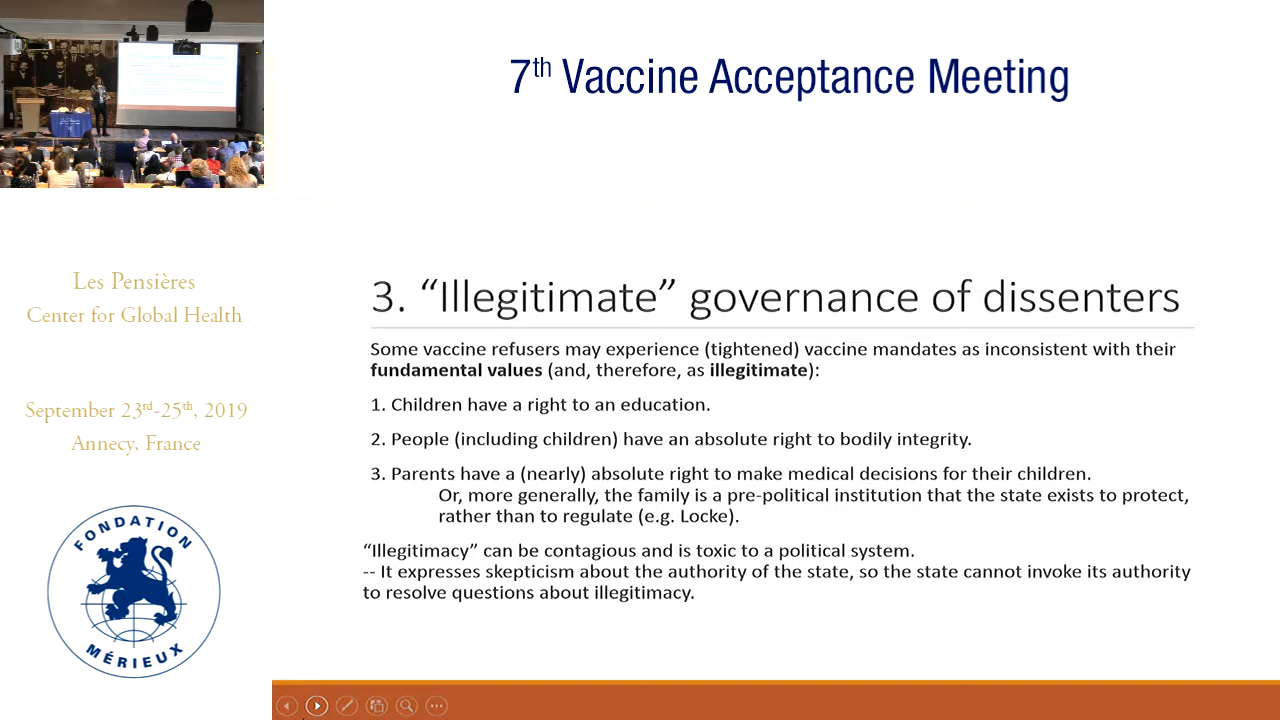 7th Vaccine Acceptance Meeting
Les Pensières
Center for Global Health
September 23rd-25th, 2019
Annecy, France
FONDATION
MÉRIEUX
3. “Illegitimate” governance of dissenters
Some vaccine refusers may experience (tightened) vaccine mandates as inconsistent with their
fundamental values (and, therefore, as illegitimate):
1. Children have a right to an education.
2. People (including children) have an absolute right to bodily integrity.
3. Parents have a (nearly) absolute right to make medical decisions for their children.
Or, more generally, the family is a pre-political institution that the state exists to protect,
rather than to regulate (e.g. Locke).
“Illegitimacy” can be contagious and is toxic to a political system.
-- It expresses skepticism about the authority of the state, so the state cannot invoke its authority
to resolve questions about illegitimacy.